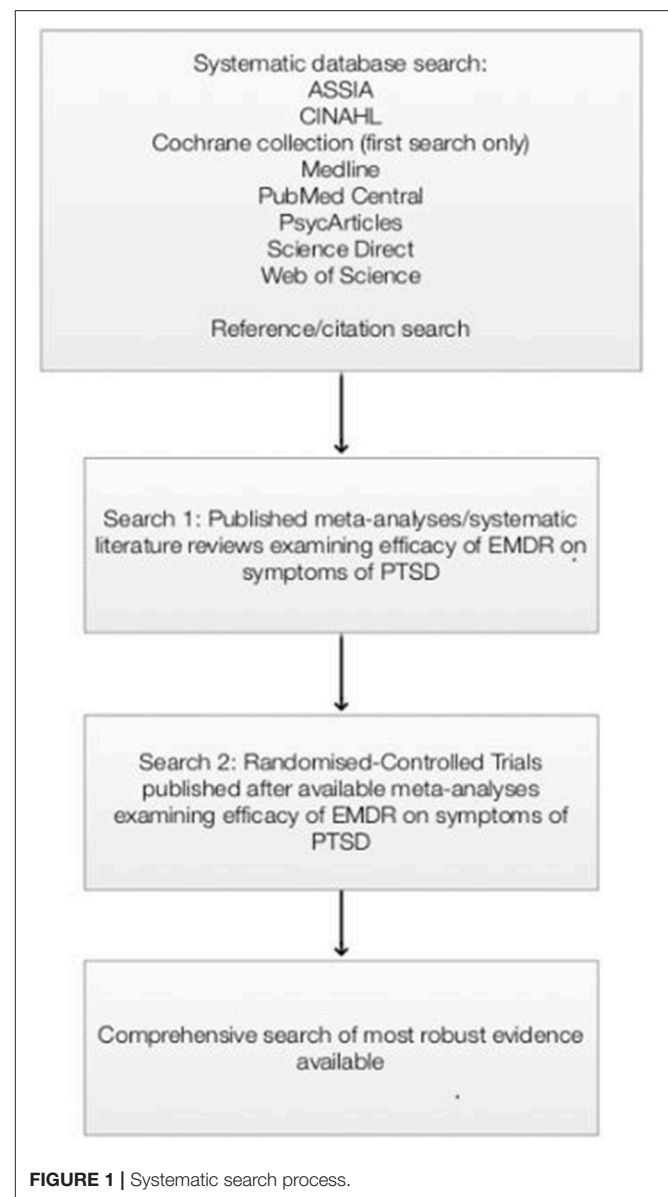 Systematic database search:
ASSIA
CINAHL
Cochrane collection (first search only)
Medline
PubMed Central
PsycArticles
Science Direct
Web of Science
Reference/citation search
Search 1: Published meta-analyses/systematic
literature reviews examining efficacy of EMDR on
symptoms of PTSD
Search 2: Randomised-Controlled Trials
published after available meta-analyses
examining efficacy of EMDR on symptoms of
PTSD
Comprehensive search of most robust evidence
available
FIGURE 1 | Systematic search process.